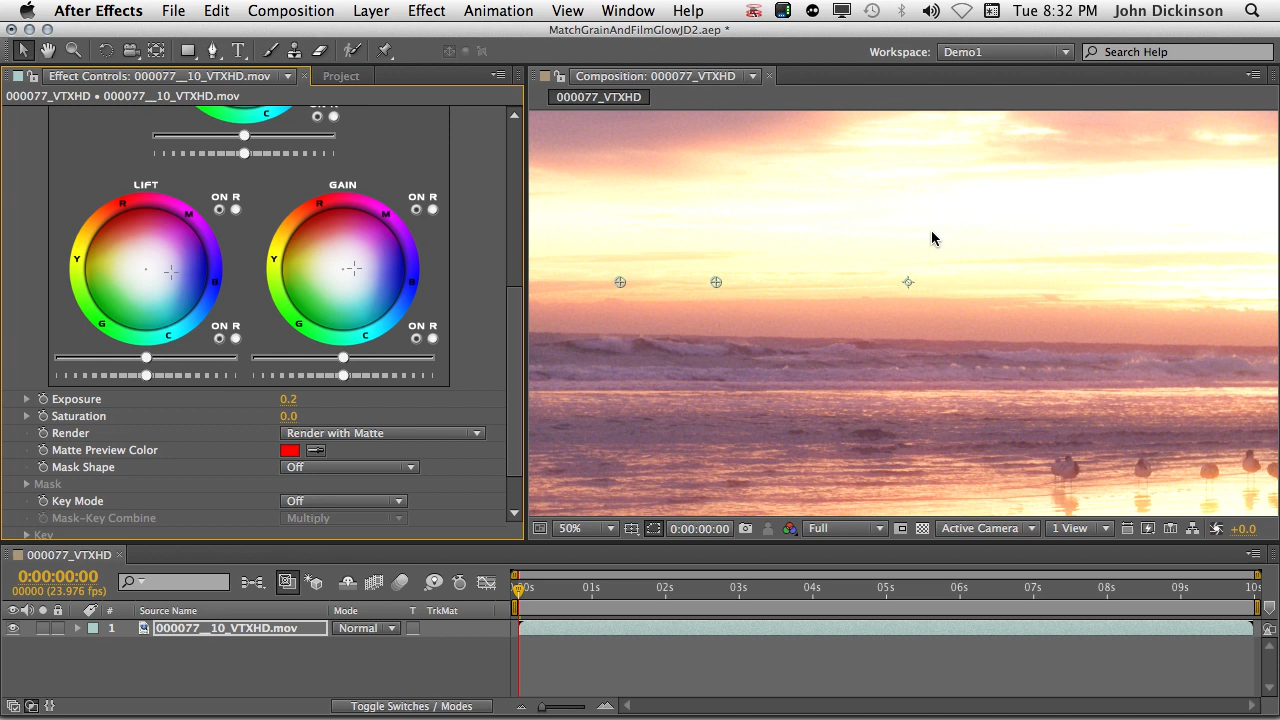 After Effects File Edit Composition Layer Effect Animation View Window Help Tue 8:32 PM John Dickinson
MatchGrainAndFilmGlowJD2.aep *
T Workspace: Demo1 Search Help
Effect Controls: 000077__10_VTXHD.mov Project Composition: 000077_VTXHD
000077_VTXHD • 000077__10_VTXHD.mov 000077_VTXHD
C ON R
LIFT GAIN
ON R ON R
R M R M
Y B Y B
G C G C
ON R ON R
Exposure 0.2
Saturation 0.0
Render Render with Matte
Matte Preview Color
Mask Shape Off
Mask
Key Mode Off
Mask-Key Combine Multiply
Key
50% 0:00:00:00 Full Active Camera 1 View +0.0
000077_VTXHD
0:00:00:00
00000 (23.976 fps)
:00s 01s 02s 03s 04s 05s 06s 07s 08s 09s 10s
# Source Name Mode T TrkMat
1 000077__10_VTXHD.mov Normal
Toggle Switches / Modes